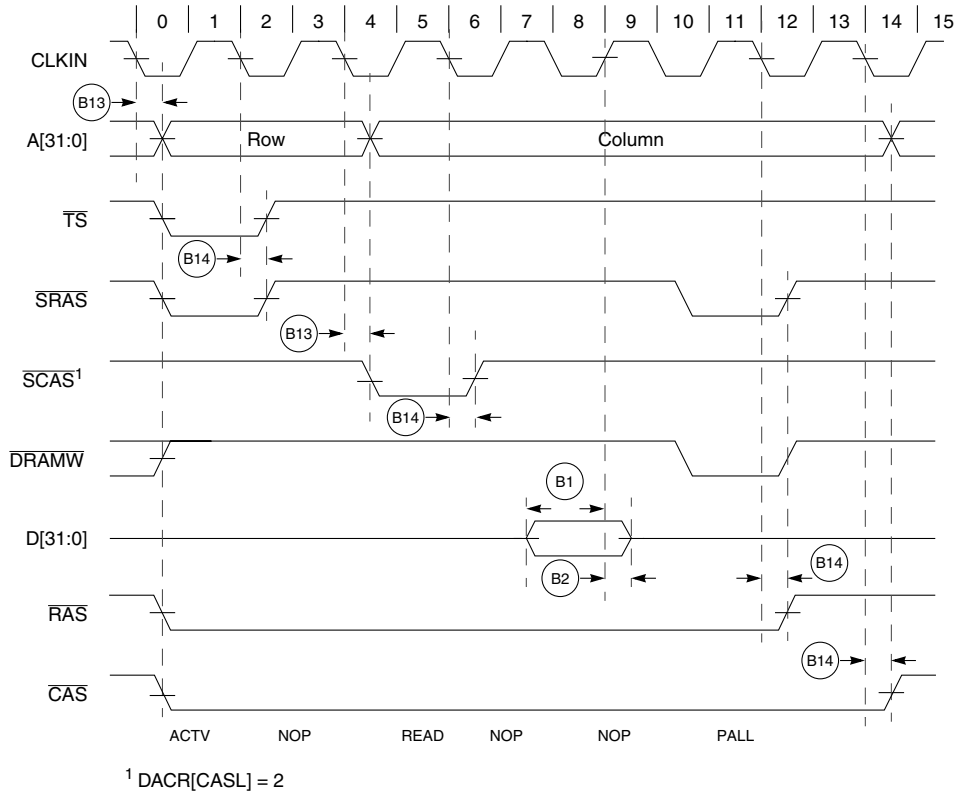 0 1 2 3 4 5 6 7 8 9 10 11 12 13 14 15
CLKIN
B13
A[31:0] Row Column
TS
B14
SRAS
B13
SCAS1
B14
DRAMW
B1
D[31:0]
B2 B14
RAS
B14
CAS
ACTV NOP READ NOP NOP PALL
1 DACR[CASL] = 2